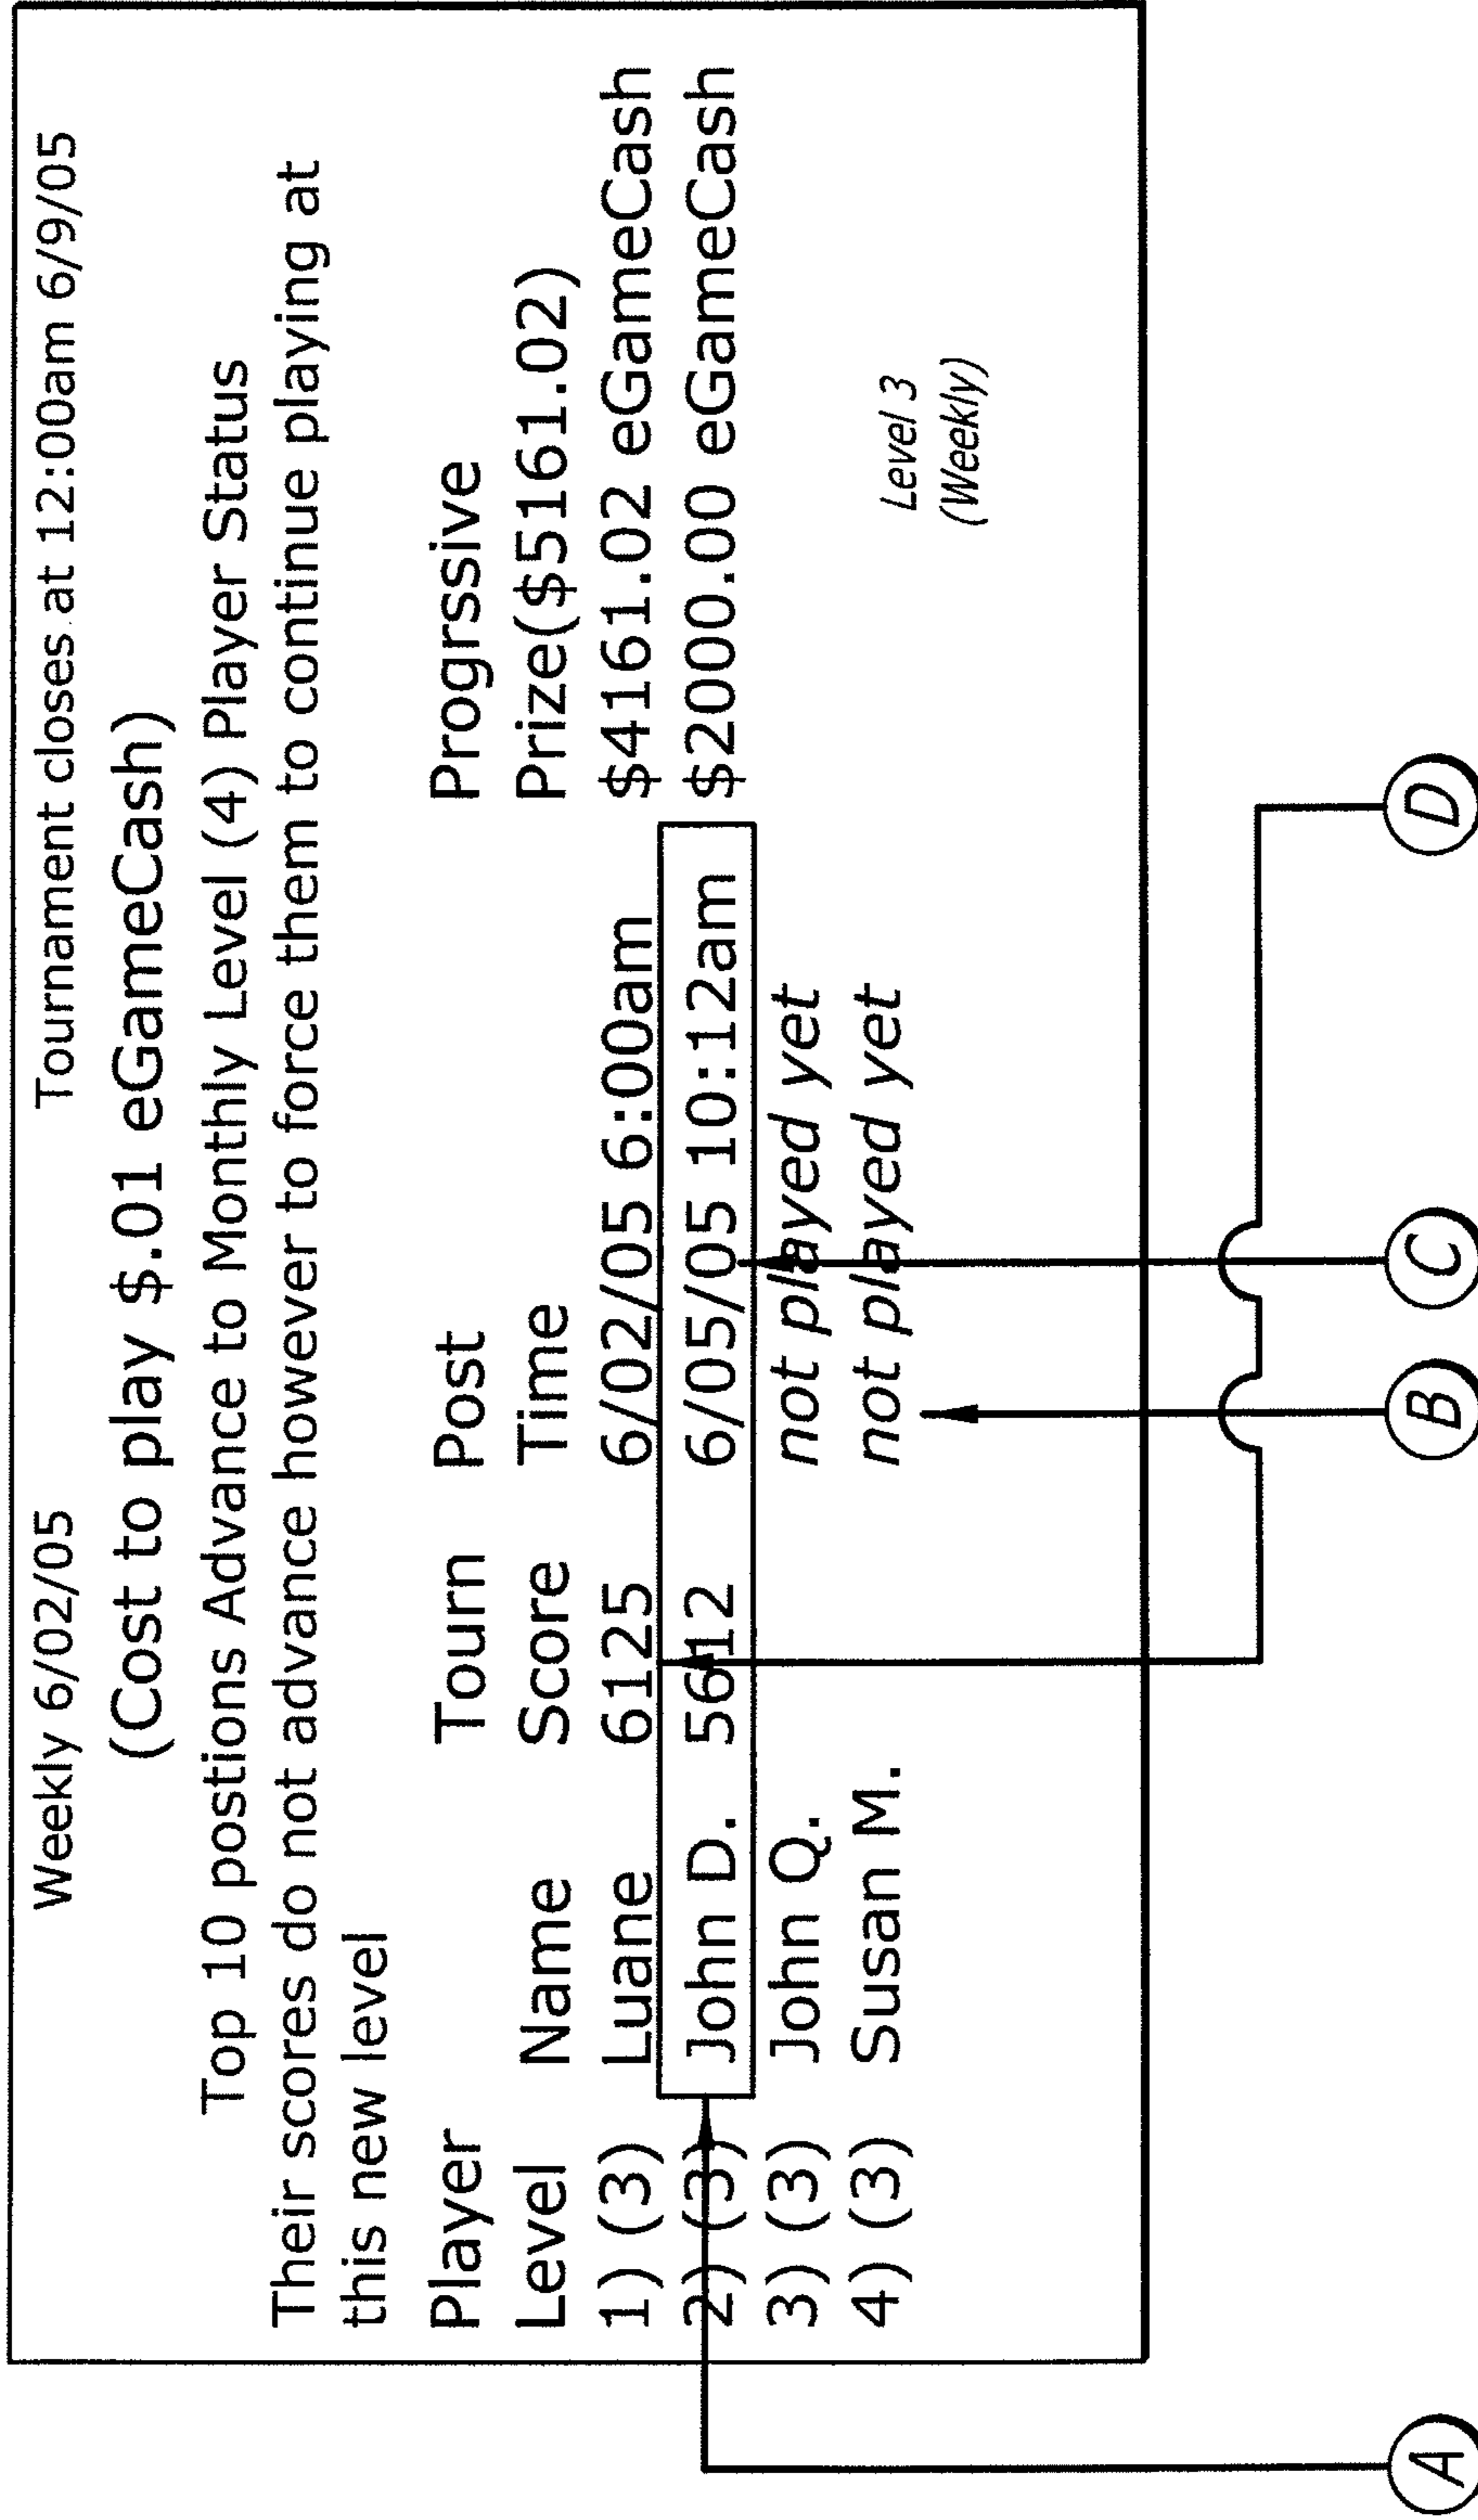 Weekly 6/02/05 Tournament closes at 12:00am 6/9/05
(Cost to play $.01 eGameCash)
Top 10 postions Advance to Monthly Level (4) Player Status
Their scores do not advance however to force them to continue playing at
this new level
Player Tourn Post Progrssive
Level Name Score Time Prize($5161.02)
1) (3) Luane 6125 6/02/05 6:00am $4161.02 eGameCash
2) (3) John D. 5612 6/05/05 10:12am $2000.00 eGameCash
3) (3) John Q. not played yet
4) (3) Susan M. not played yet
Level 3
(Weekly)
A B C D